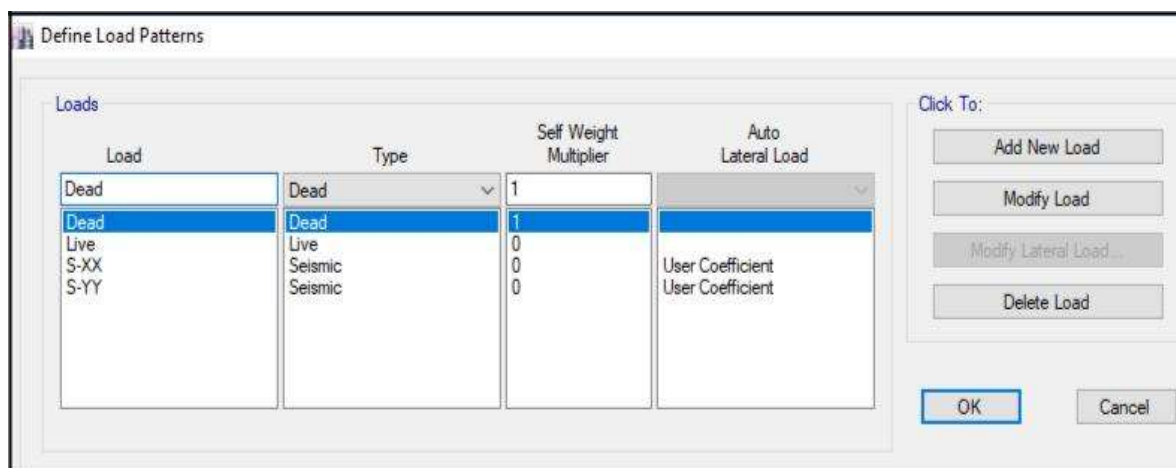 Define Load Patterns
Loads
Click To:
Load Type Self Weight Multiplier Auto Lateral Load
Dead Dead 1
Dead Dead 1
Live Live 0
S-XX Seismic 0 User Coefficient
S-YY Seismic 0 User Coefficient
Add New Load
Modify Load
Modify Lateral Load...
Delete Load
OK Cancel